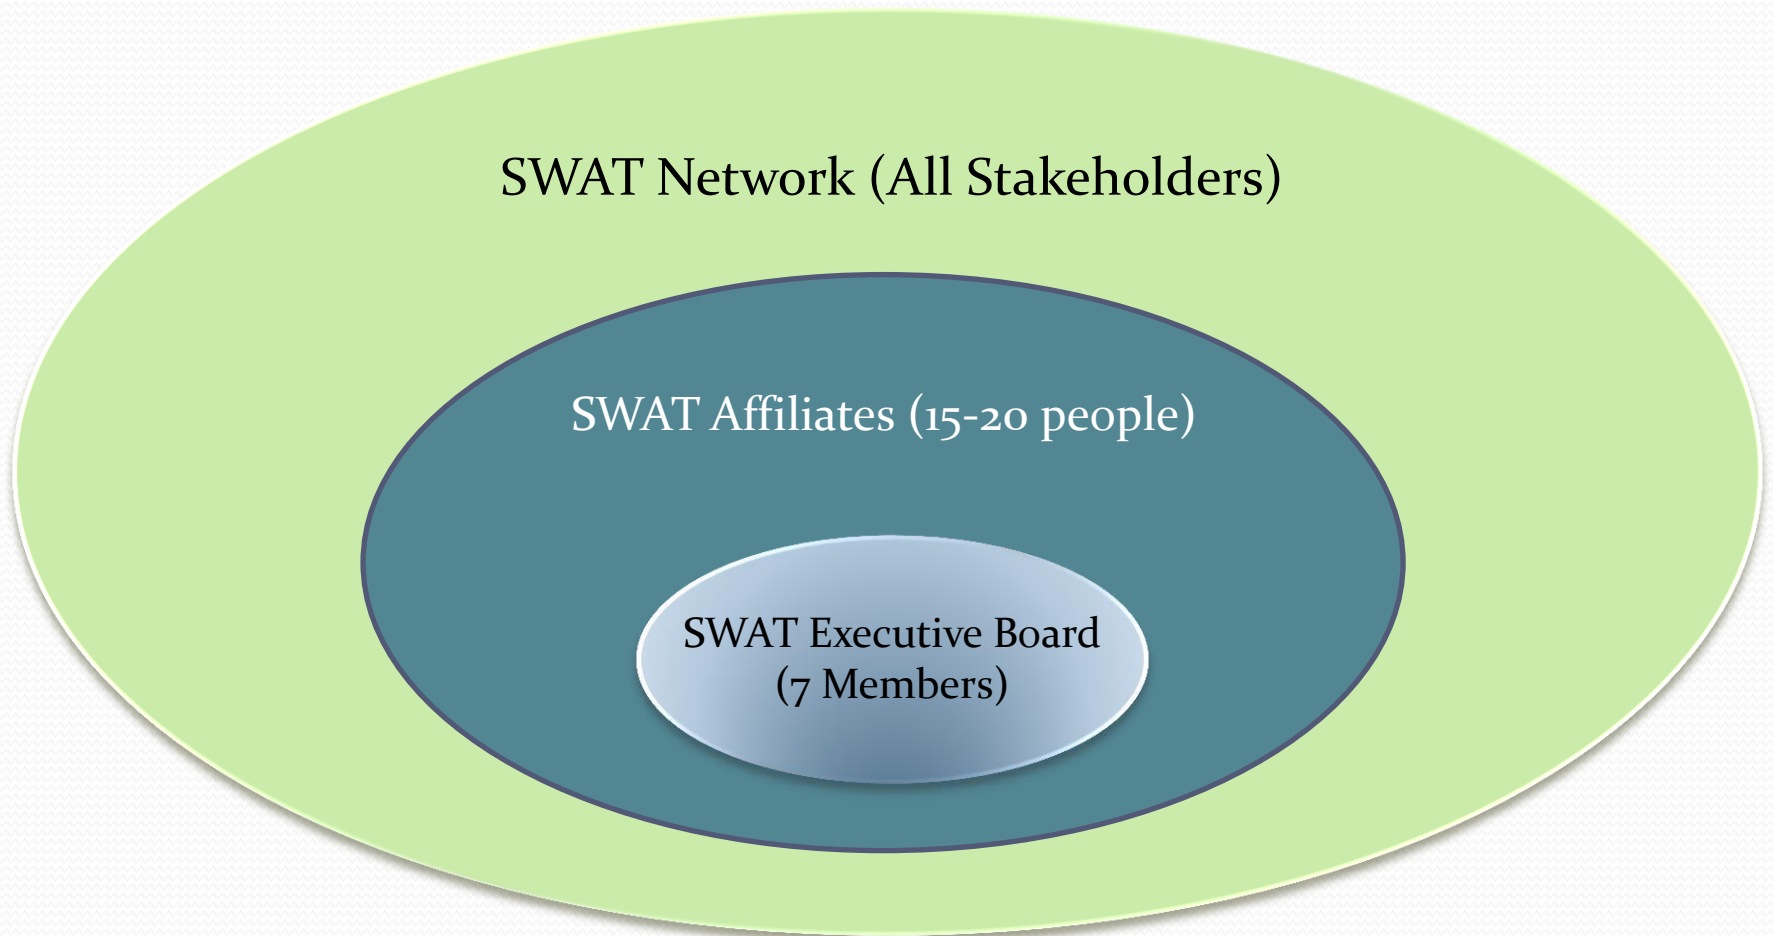 SWAT Network (All Stakeholders)
SWAT Affiliates (15-20 people)
SWAT Executive Board
(7 Members)